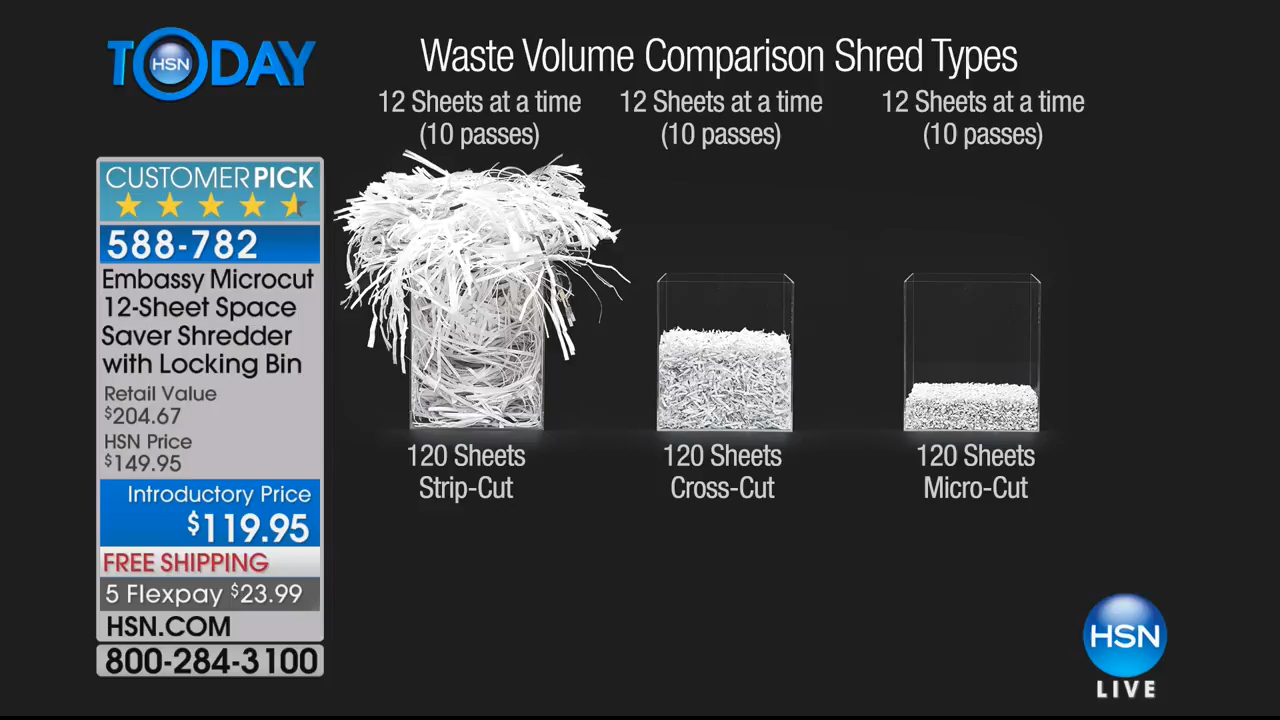 TODAY
HSN
Waste Volume Comparison Shred Types
12 Sheets at a time
(10 passes)
12 Sheets at a time
(10 passes)
12 Sheets at a time
(10 passes)
120 Sheets
Strip-Cut
120 Sheets
Cross-Cut
120 Sheets
Micro-Cut
CUSTOMER PICK
588-782
Embassy Microcut
12-Sheet Space
Saver Shredder
with Locking Bin
Retail Value
$204.67
HSN Price
$149.95
Introductory Price
$119.95
FREE SHIPPING
5 Flexpay $23.99
HSN.COM
800-284-3100
HSN
LIVE